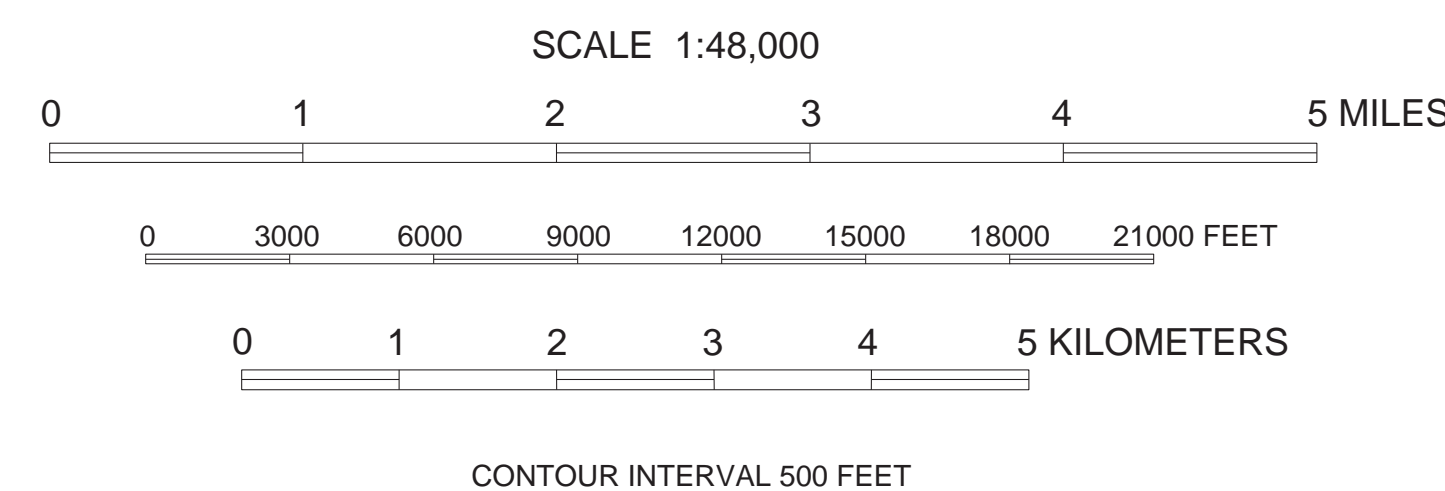 SCALE 1:48,000
0 1 2 3 4 5 MILES
0 3000 6000 9000 12000 15000 18000 21000 FEET
0 1 2 3 4 5 KILOMETERS
CONTOUR INTERVAL 500 FEET